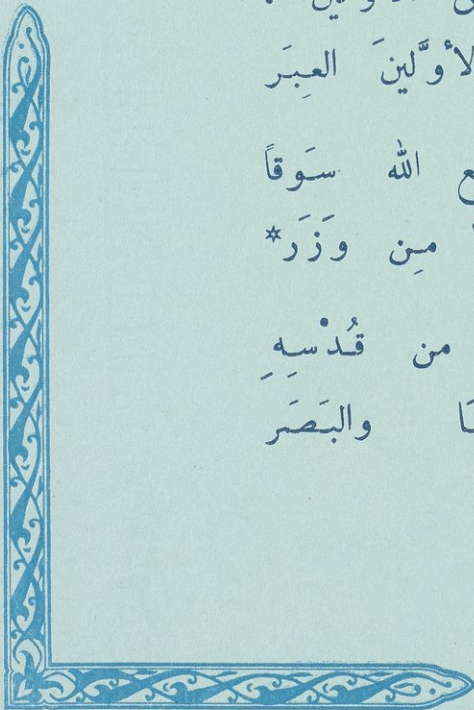 الأوَّلينَ العِبَر
الله سَوقاً
مِن وَزَر*
من قُدْسِهِ
والبَصَر